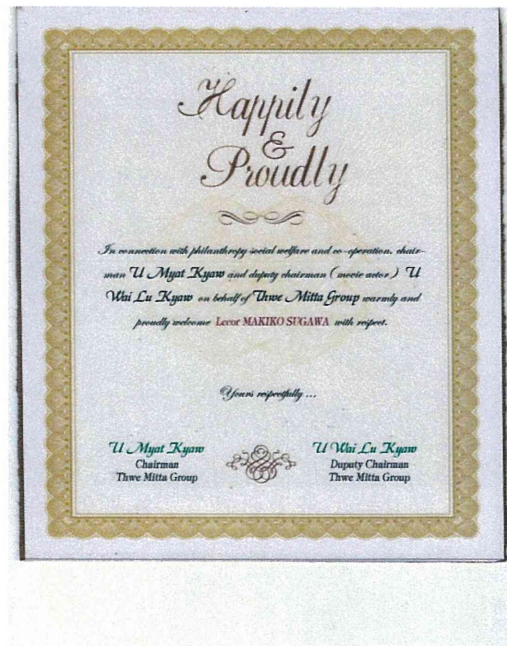 Happily
&
Proudly
In connection with philanthropy social welfare and co-operation, chair-
man U Myat Kyaw and deputy chairman (movie actor) U
Wai Lu Kyaw on behalf of Thwe Mitta Group warmly and
proudly welcome Lecor MAKIKO SUGAWA with respect.
Yours respectfully ...
U Myat Kyaw
Chairman
Thwe Mitta Group
U Wai Lu Kyaw
Duputy Chairman
Thwe Mitta Group